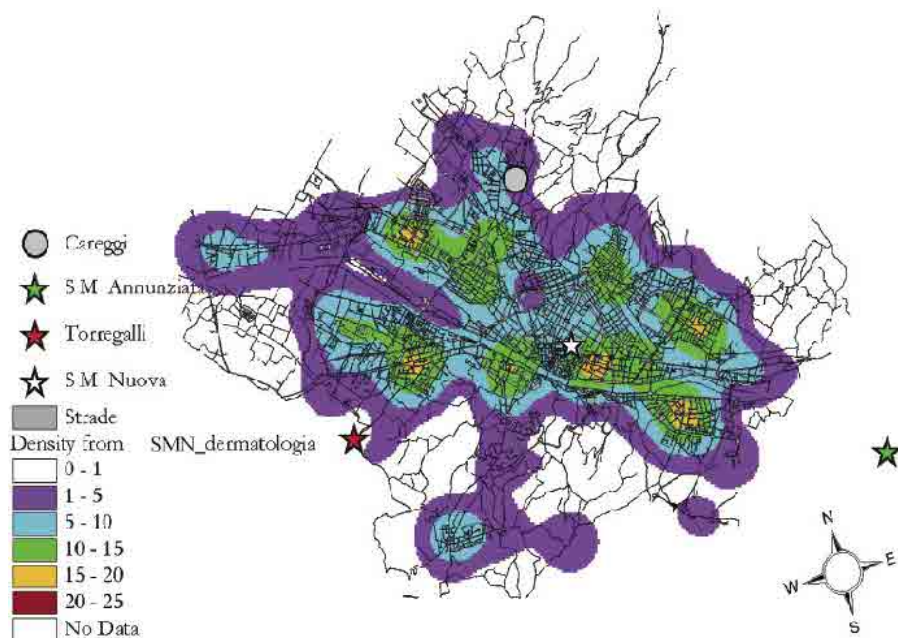 Careggi
S M Annunziata
Torregalli
S M Nuova
Strade
Density from SMN_dermatologia
0 - 1
1 - 5
5 - 10
10 - 15
15 - 20
20 - 25
No Data
N
E
W
S